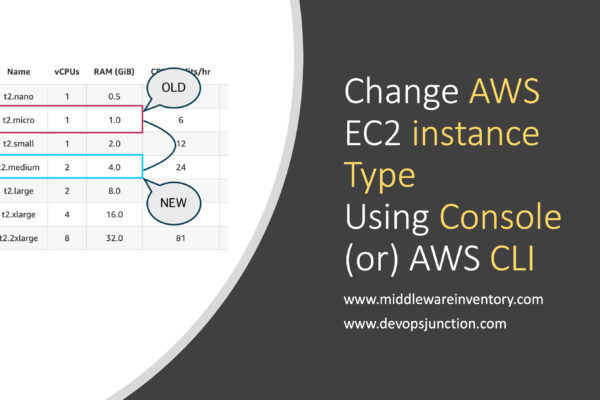 Name vCPUs RAM (GiB) its/hr
t2.nano 1 0.5
OLD
t2.micro 1 1.0 6
t2.small 1 2.0 12
t2.medium 2 4.0 24
t2.large 2 8.0
NEW
t2.xlarge 4 16.0
t2.2xlarge 8 32.0 81
Change AWS
EC2 instance
Type
Using Console
(or) AWS CLI
www.middlewareinventory.com
www.devopsjunction.com